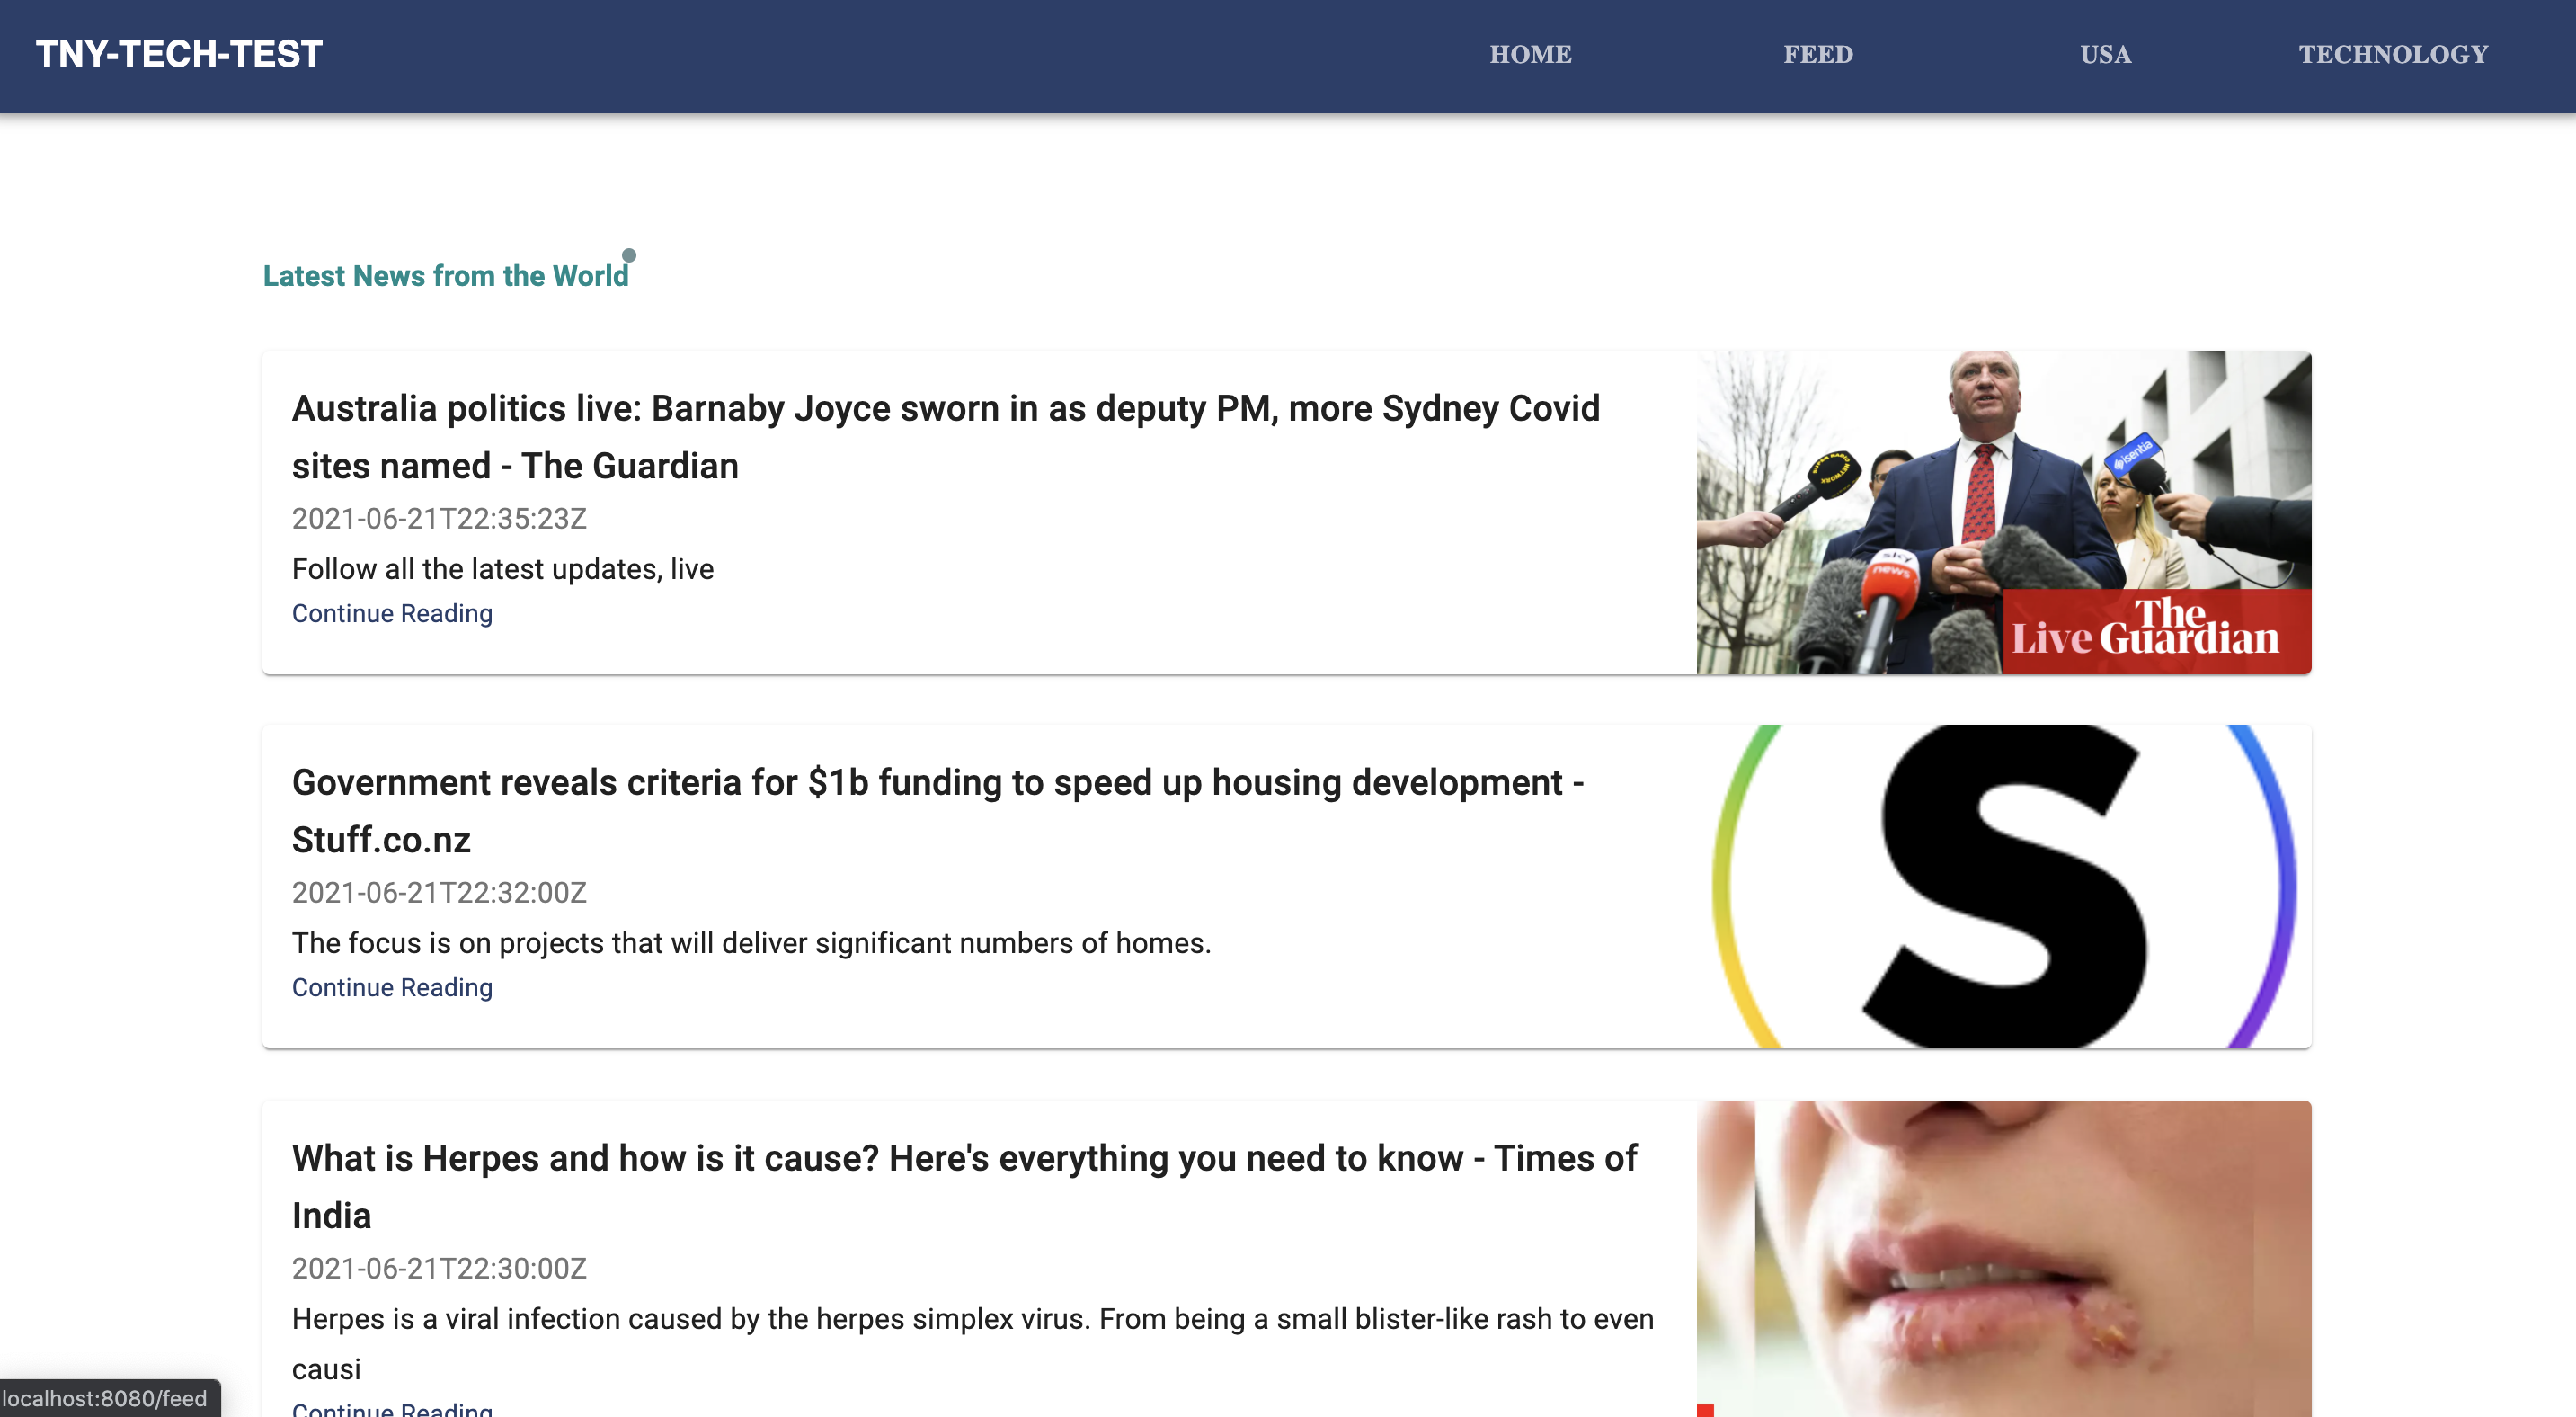 TNY-TECH-TEST
HOME
FEED
USA
TECHNOLOGY
Latest News from the World
Australia politics live: Barnaby Joyce sworn in as deputy PM, more Sydney Covid
sites named - The Guardian
2021-06-21T22:35:23Z
Follow all the latest updates, live
Continue Reading
isentia
sky
news
The
Live Guardian
Government reveals criteria for $1b funding to speed up housing development -
Stuff.co.nz
2021-06-21T22:32:00Z
The focus is on projects that will deliver significant numbers of homes.
Continue Reading
S
What is Herpes and how is it cause? Here's everything you need to know - Times of
India
2021-06-21T22:30:00Z
Herpes is a viral infection caused by the herpes simplex virus. From being a small blister-like rash to even
causi
Continue Reading
localhost:8080/feed